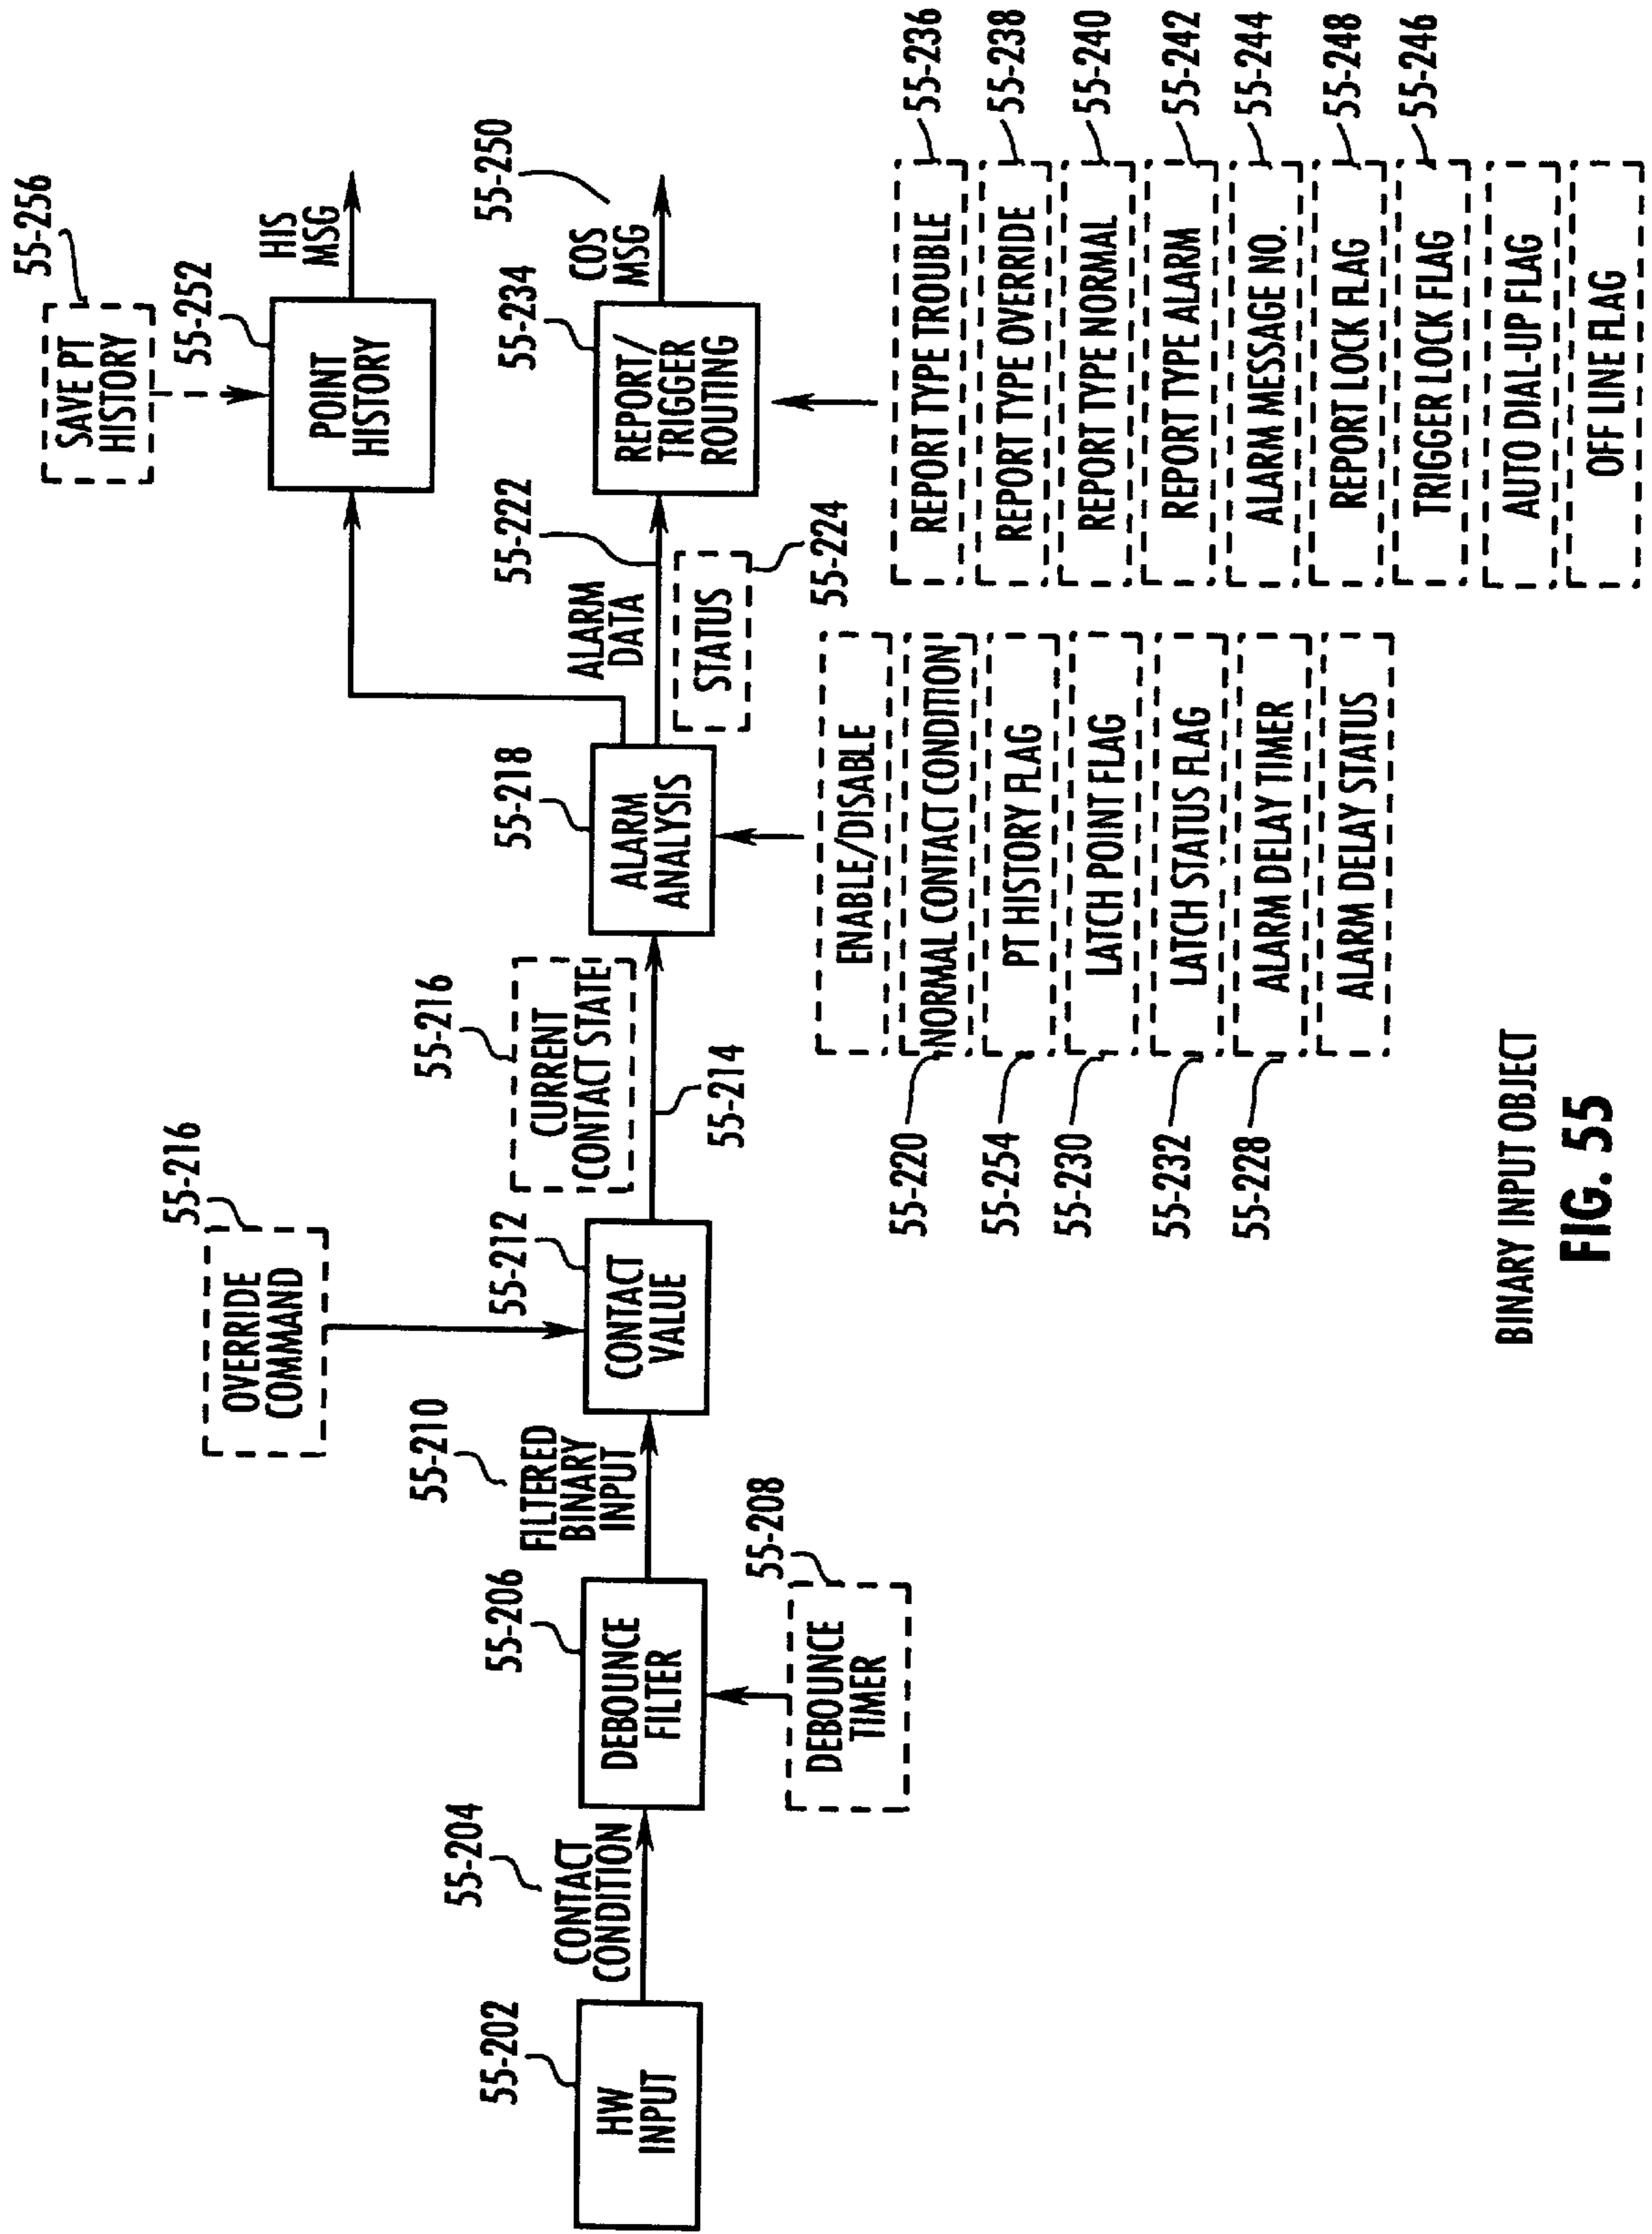 55-256
SAVE PT
HISTORY
55-252
POINT
HISTORY
HIS
MSG
55-216
OVERRIDE
COMMAND
55-202
HW
INPUT
55-204
CONTACT
CONDITION
55-206
DEBOUNCE
FILTER
55-208
DEBOUNCE
TIMER
55-210
FILTERED
BINARY
INPUT
55-212
CONTACT
VALUE
55-216
CURRENT
CONTACT STATE
55-214
55-218
ALARM
ANALYSIS
ALARM
DATA
55-222
STATUS
55-224
55-234
REPORT/
TRIGGER
ROUTING
COS
MSG
55-250
ENABLE/DISABLE
55-220
NORMAL CONTACT CONDITION
55-254
PT HISTORY FLAG
55-230
LATCH POINT FLAG
55-232
LATCH STATUS FLAG
55-228
ALARM DELAY TIMER
ALARM DELAY STATUS
REPORT TYPE TROUBLE
55-236
REPORT TYPE OVERRIDE
55-238
REPORT TYPE NORMAL
55-240
REPORT TYPE ALARM
55-242
ALARM MESSAGE NO.
55-244
REPORT LOCK FLAG
55-248
TRIGGER LOCK FLAG
55-246
AUTO DIAL-UP FLAG
OFF LINE FLAG
BINARY INPUT OBJECT
FIG. 55